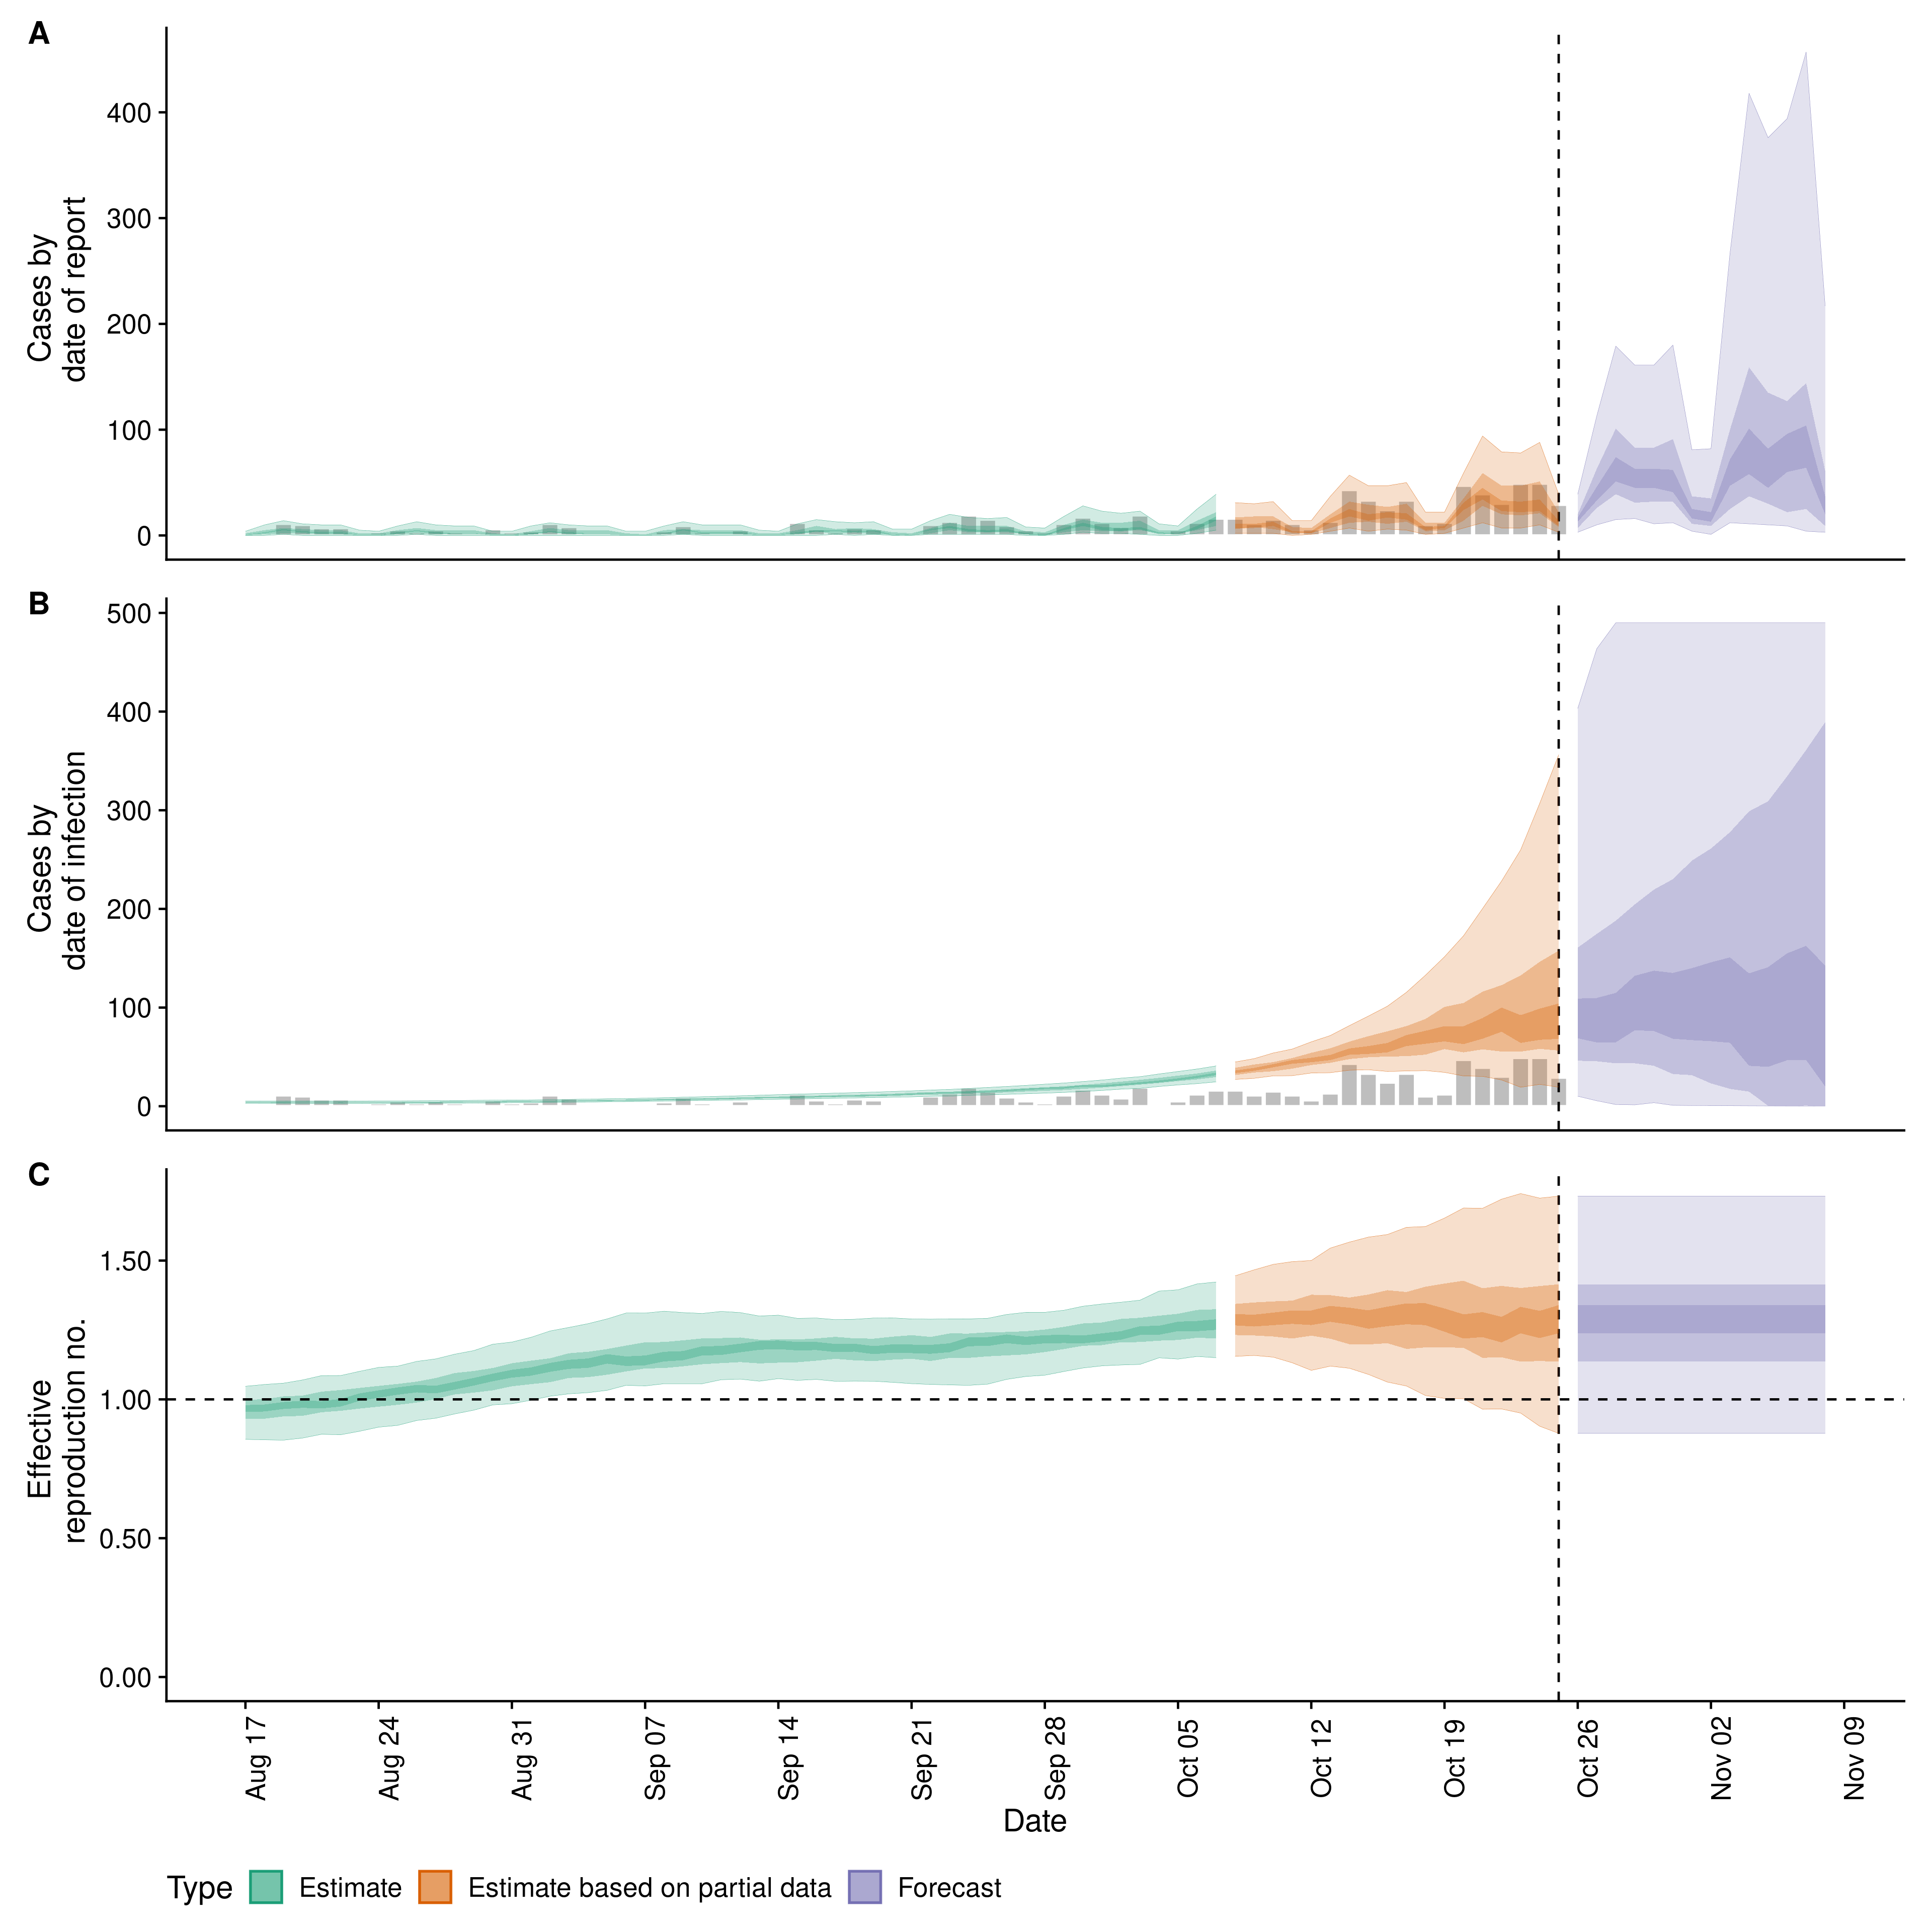 A
Cases by
date of report
400
300
200
100
0
B
Cases by
date of infection
500
400
300
200
100
0
C
Effective
reproduction no.
1.50
1.00
0.50
0.00
Aug 17
Aug 24
Aug 31
Sep 07
Sep 14
Sep 21
Sep 28
Oct 05
Oct 12
Oct 19
Oct 26
Nov 02
Nov 09
Date
Type Estimate Estimate based on partial data Forecast